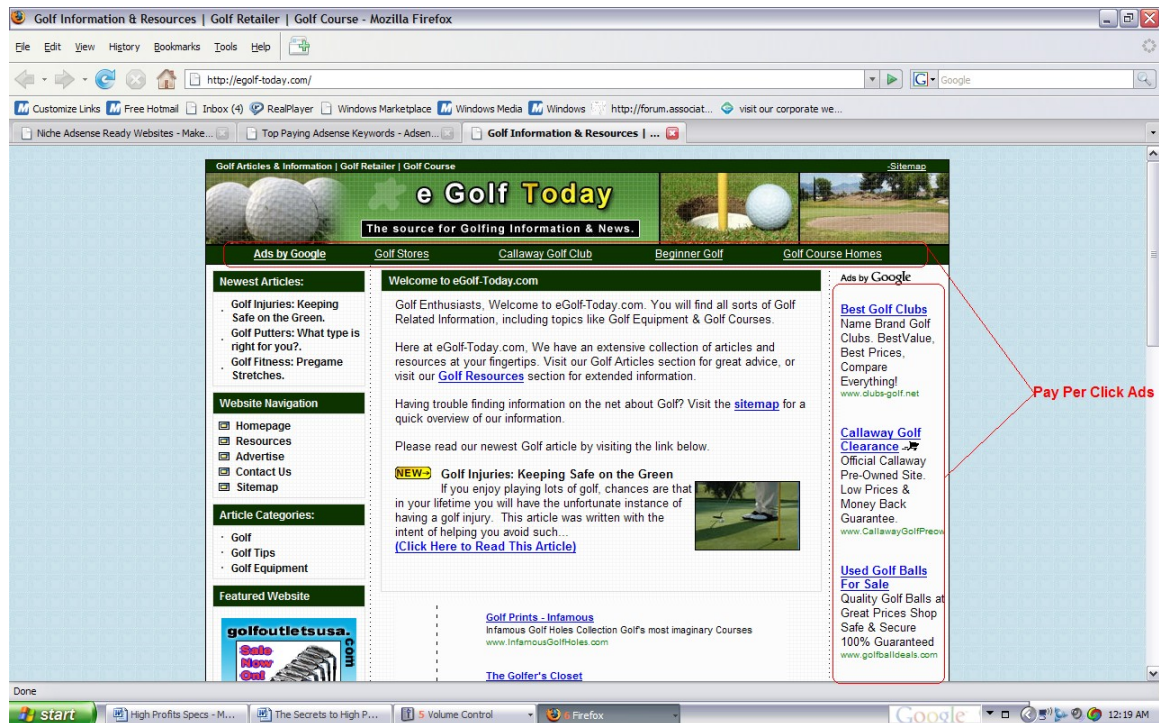 Golf Information & Resources | Golf Retailer | Golf Course - Mozilla Firefox
File Edit View History Bookmarks Tools Help
http://egolf-today.com/
G Google
Customize Links Free Hotmail Inbox (4) RealPlayer Windows Marketplace Windows Media Windows http://forum.associat... visit our corporate we...
Niche Adsense Ready Websites - Make... Top Paying Adsense Keywords - Adsen... Golf Information & Resources | ...
Golf Articles & Information | Golf Retailer | Golf Course
-Sitemap
e Golf Today
The source for Golfing Information & News.
Ads by Google Golf Stores Callaway Golf Club Beginner Golf Golf Course Homes
Newest Articles:
· Golf Injuries: Keeping
Safe on the Green.
· Golf Putters: What type is
right for you?.
· Golf Fitness: Pregame
Stretches.
Website Navigation
Homepage
Resources
Advertise
Contact Us
Sitemap
Article Categories:
· Golf
· Golf Tips
· Golf Equipment
Featured Website
golfoutletsusa.com
Sale
Now
On!
Welcome to eGolf-Today.com
Golf Enthusiasts, Welcome to eGolf-Today.com. You will find all sorts of Golf
Related Information, including topics like Golf Equipment & Golf Courses.
Here at eGolf-Today.com, We have an extensive collection of articles and
resources at your fingertips. Visit our Golf Articles section for great advice, or
visit our Golf Resources section for extended information.
Having trouble finding information on the net about Golf? Visit the sitemap for a
quick overview of our information.
Please read our newest Golf article by visiting the link below.
NEW→ Golf Injuries: Keeping Safe on the Green
If you enjoy playing lots of golf, chances are that
in your lifetime you will have the unfortunate instance of
having a golf injury. This article was written with the
intent of helping you avoid such...
(Click Here to Read This Article)
Golf Prints - Infamous
Infamous Golf Holes Collection Golf's most imaginary Courses
www.InfamousGolfHoles.com
The Golfer's Closet
Ads by Google
Best Golf Clubs
Name Brand Golf
Clubs. BestValue,
Best Prices,
Compare
Everything!
www.clubs-golf.net
Callaway Golf
Clearance
Official Callaway
Pre-Owned Site.
Low Prices &
Money Back
Guarantee.
www.CallawayGolfPreow
Used Golf Balls
For Sale
Quality Golf Balls at
Great Prices Shop
Safe & Secure
100% Guaranteed
www.golfballdeals.com
Pay Per Click Ads
Done
start High Profits Specs - M... The Secrets to High P... 5 Volume Control 6 Firefox Google 12:19 AM